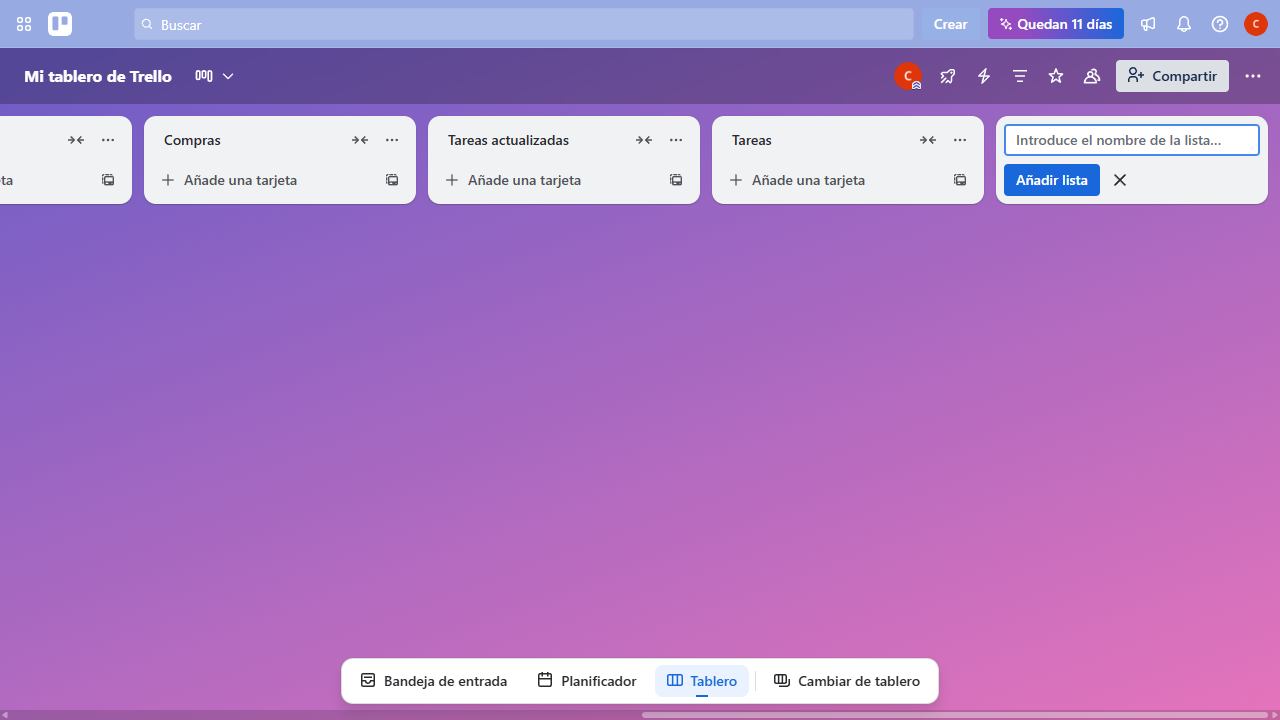 Buscar
Crear
Quedan 11 días
C
Mi tablero de Trello
C
Compartir
eta
Compras
Añade una tarjeta
Tareas actualizadas
Añade una tarjeta
Tareas
Añade una tarjeta
Introduce el nombre de la lista...
Añadir lista
Bandeja de entrada
Planificador
Tablero
Cambiar de tablero